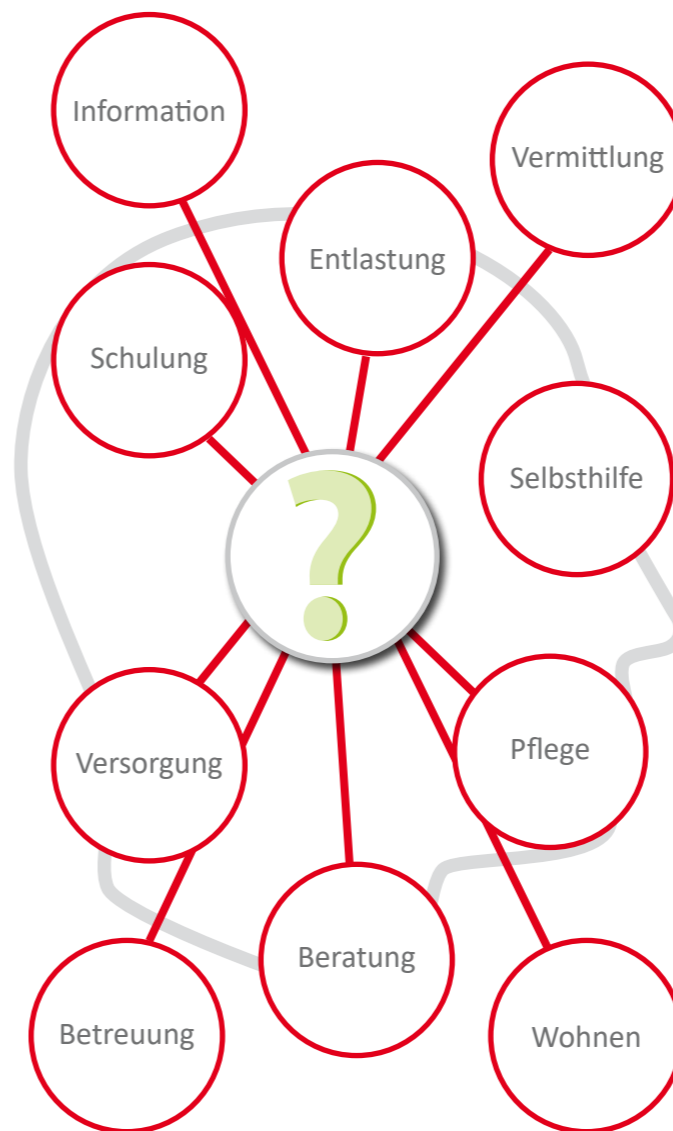 Information
Vermittlung
Entlastung
Schulung
Selbsthilfe
?
Versorgung
Pflege
Beratung
Betreuung
Wohnen